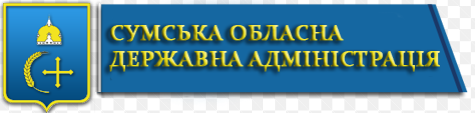 СУМСЬКА ОБЛАСНА
ДЕРЖАВНА АДМІНІСТРАЦІЯ